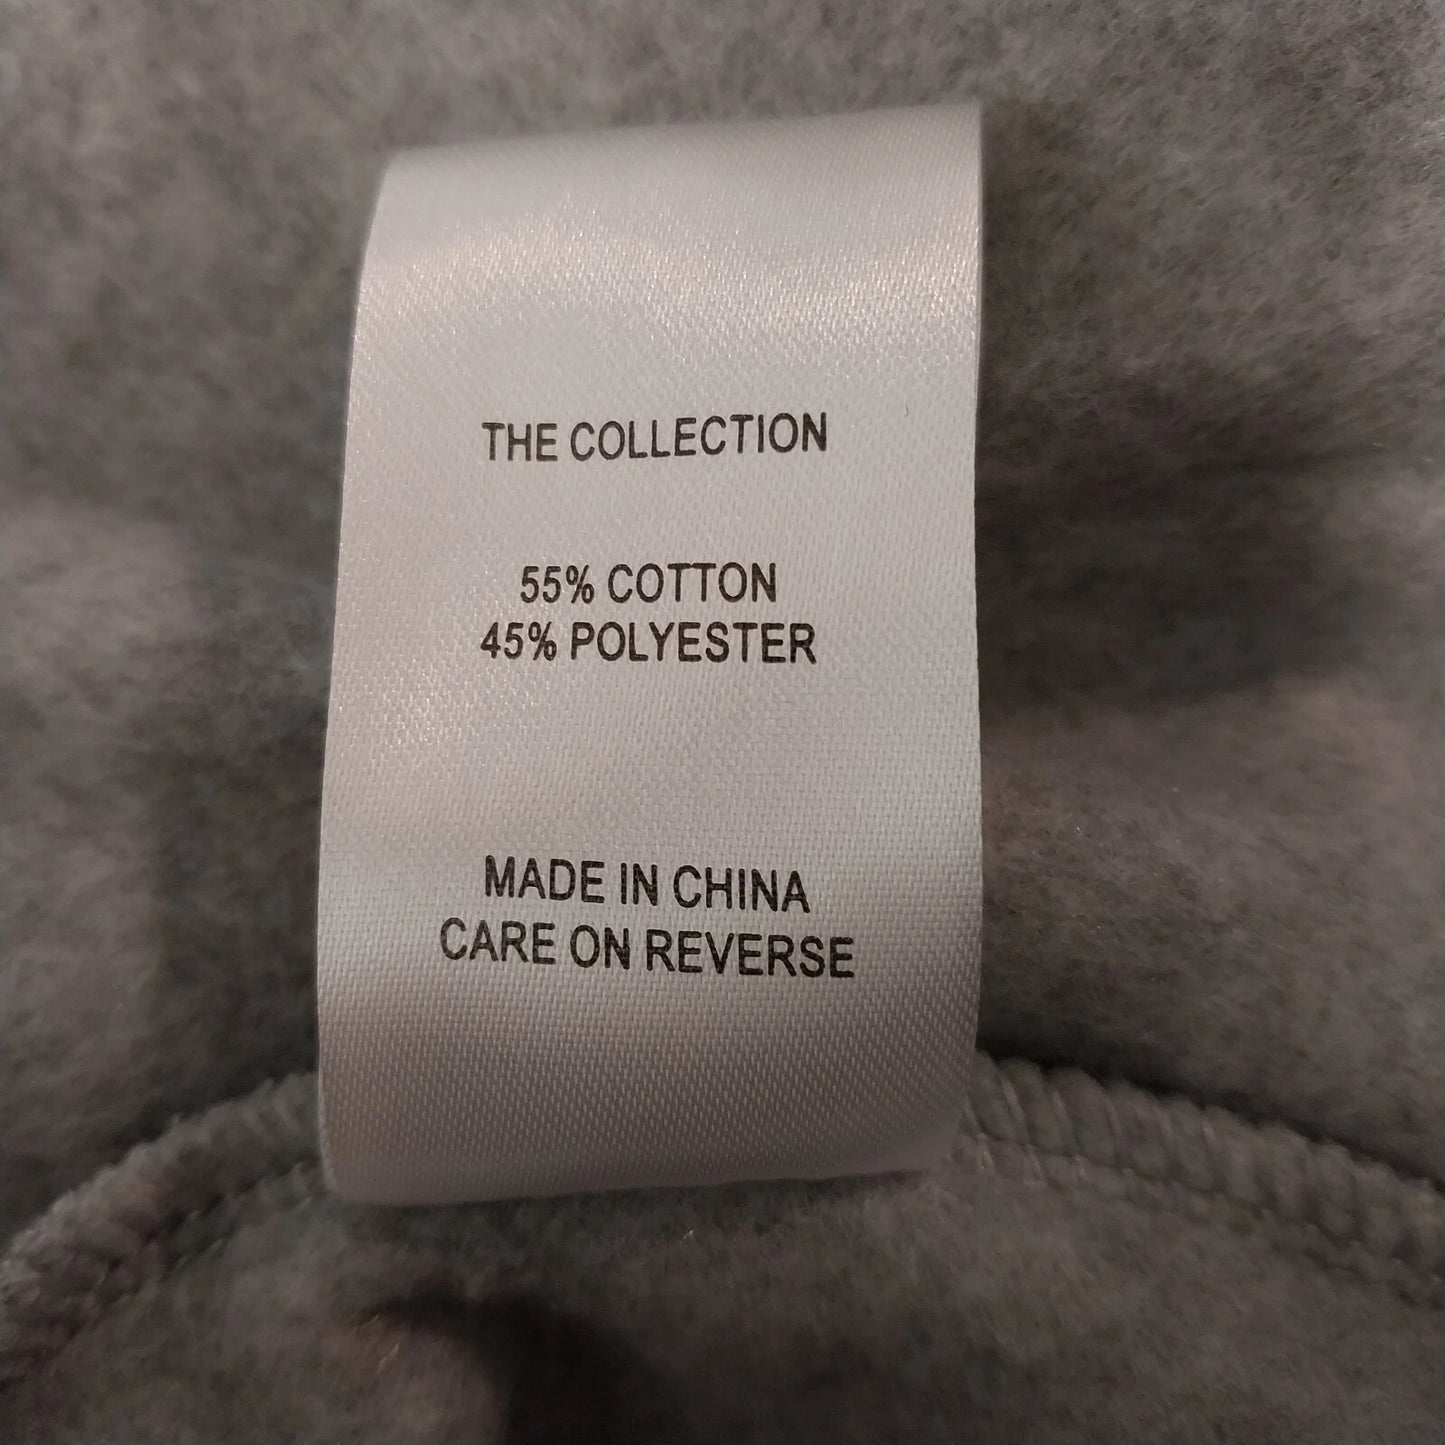 THE COLLECTION
55% COTTON
45% POLYESTER
MADE IN CHINA
CARE ON REVERSE